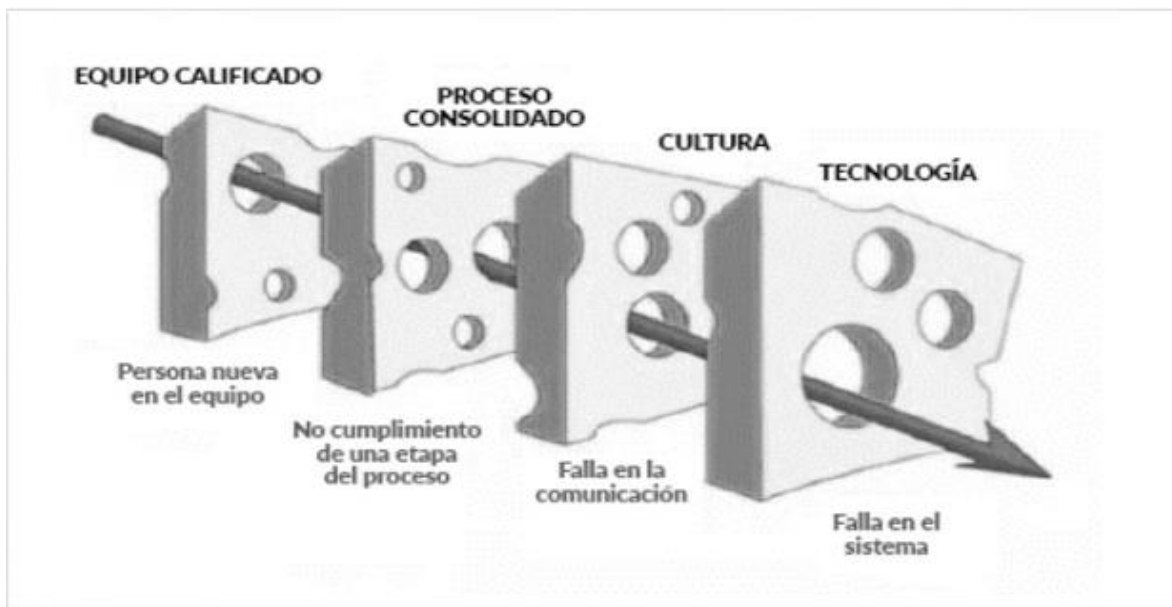 EQUIPO CALIFICADO
PROCESO
CONSOLIDADO
CULTURA
TECNOLOGÍA
Persona nueva
en el equipo
No cumplimiento
de una etapa
del proceso
Falla en la
comunicación
Falla en el
sistema